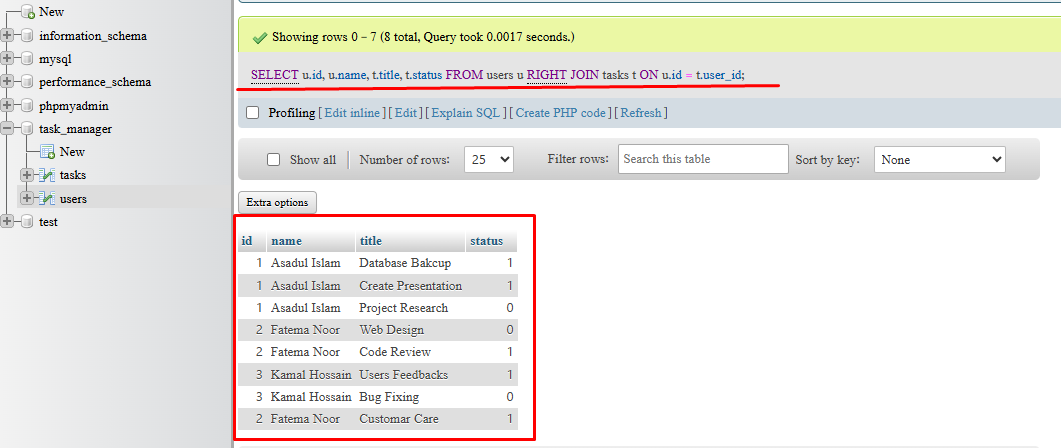 New
information_schema
mysql
performance_schema
phpmyadmin
task_manager
New
tasks
users
test
Showing rows 0 - 7 (8 total, Query took 0.0017 seconds.)
SELECT u.id, u.name, t.title, t.status FROM users u RIGHT JOIN tasks t ON u.id = t.user_id;
Profiling [ Edit inline ] [ Edit ] [ Explain SQL ] [ Create PHP code ] [ Refresh ]
Show all Number of rows: 25 Filter rows: Search this table Sort by key: None
Extra options
id name title status
1 Asadul Islam Database Bakcup 1
1 Asadul Islam Create Presentation 1
1 Asadul Islam Project Research 0
2 Fatema Noor Web Design 0
2 Fatema Noor Code Review 1
3 Kamal Hossain Users Feedbacks 1
3 Kamal Hossain Bug Fixing 0
2 Fatema Noor Customar Care 1